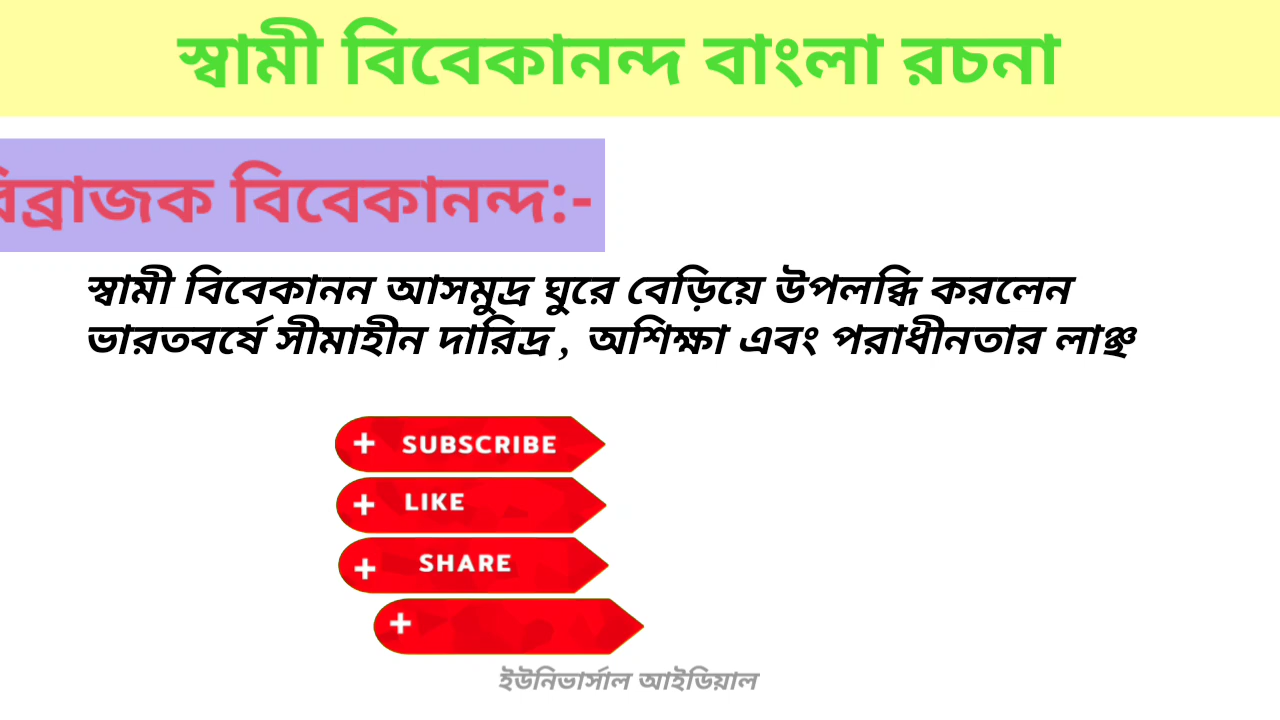 স্বামী বিবেকানন্দ বাংলা রচনা
রিব্রাজক বিবেকানন্দ:-
স্বামী বিবেকানন আসমুদ্র ঘুরে বেড়িয়ে উপলব্ধি করলেন
ভারতবর্ষে সীমাহীন দারিদ্র , অশিক্ষা এবং পরাধীনতার লাঞ্ছ
+ SUBSCRIBE
+ LIKE
+ SHARE
+
ইউনিভার্সাল আইডিয়াল